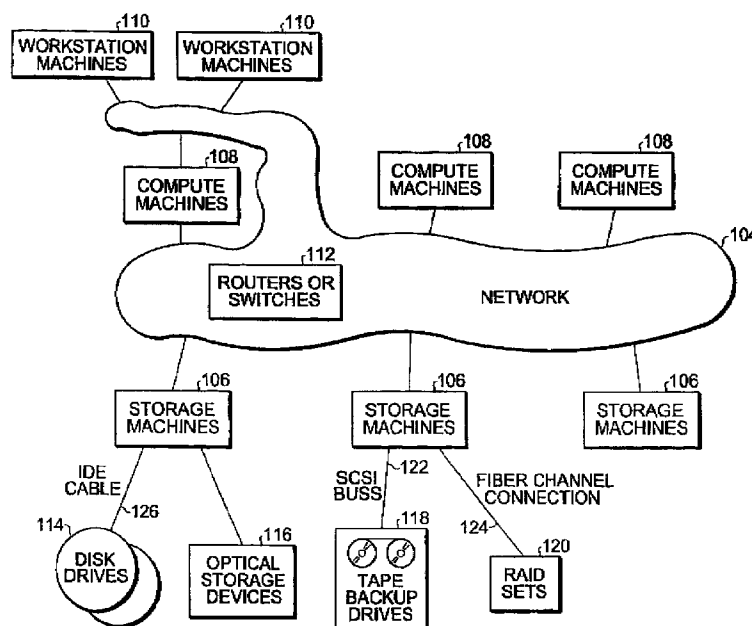 110
110
WORKSTATION
MACHINES
WORKSTATION
MACHINES
108
108
108
COMPUTE
MACHINES
COMPUTE
MACHINES
COMPUTE
MACHINES
104
112
ROUTERS OR
SWITCHES
NETWORK
106
106
106
STORAGE
MACHINES
STORAGE
MACHINES
STORAGE
MACHINES
IDE
CABLE
126
SCSI
BUSS
122
FIBER CHANNEL
CONNECTION
124
114
DISK
DRIVES
116
OPTICAL
STORAGE
DEVICES
118
TAPE
BACKUP
DRIVES
120
RAID
SETS